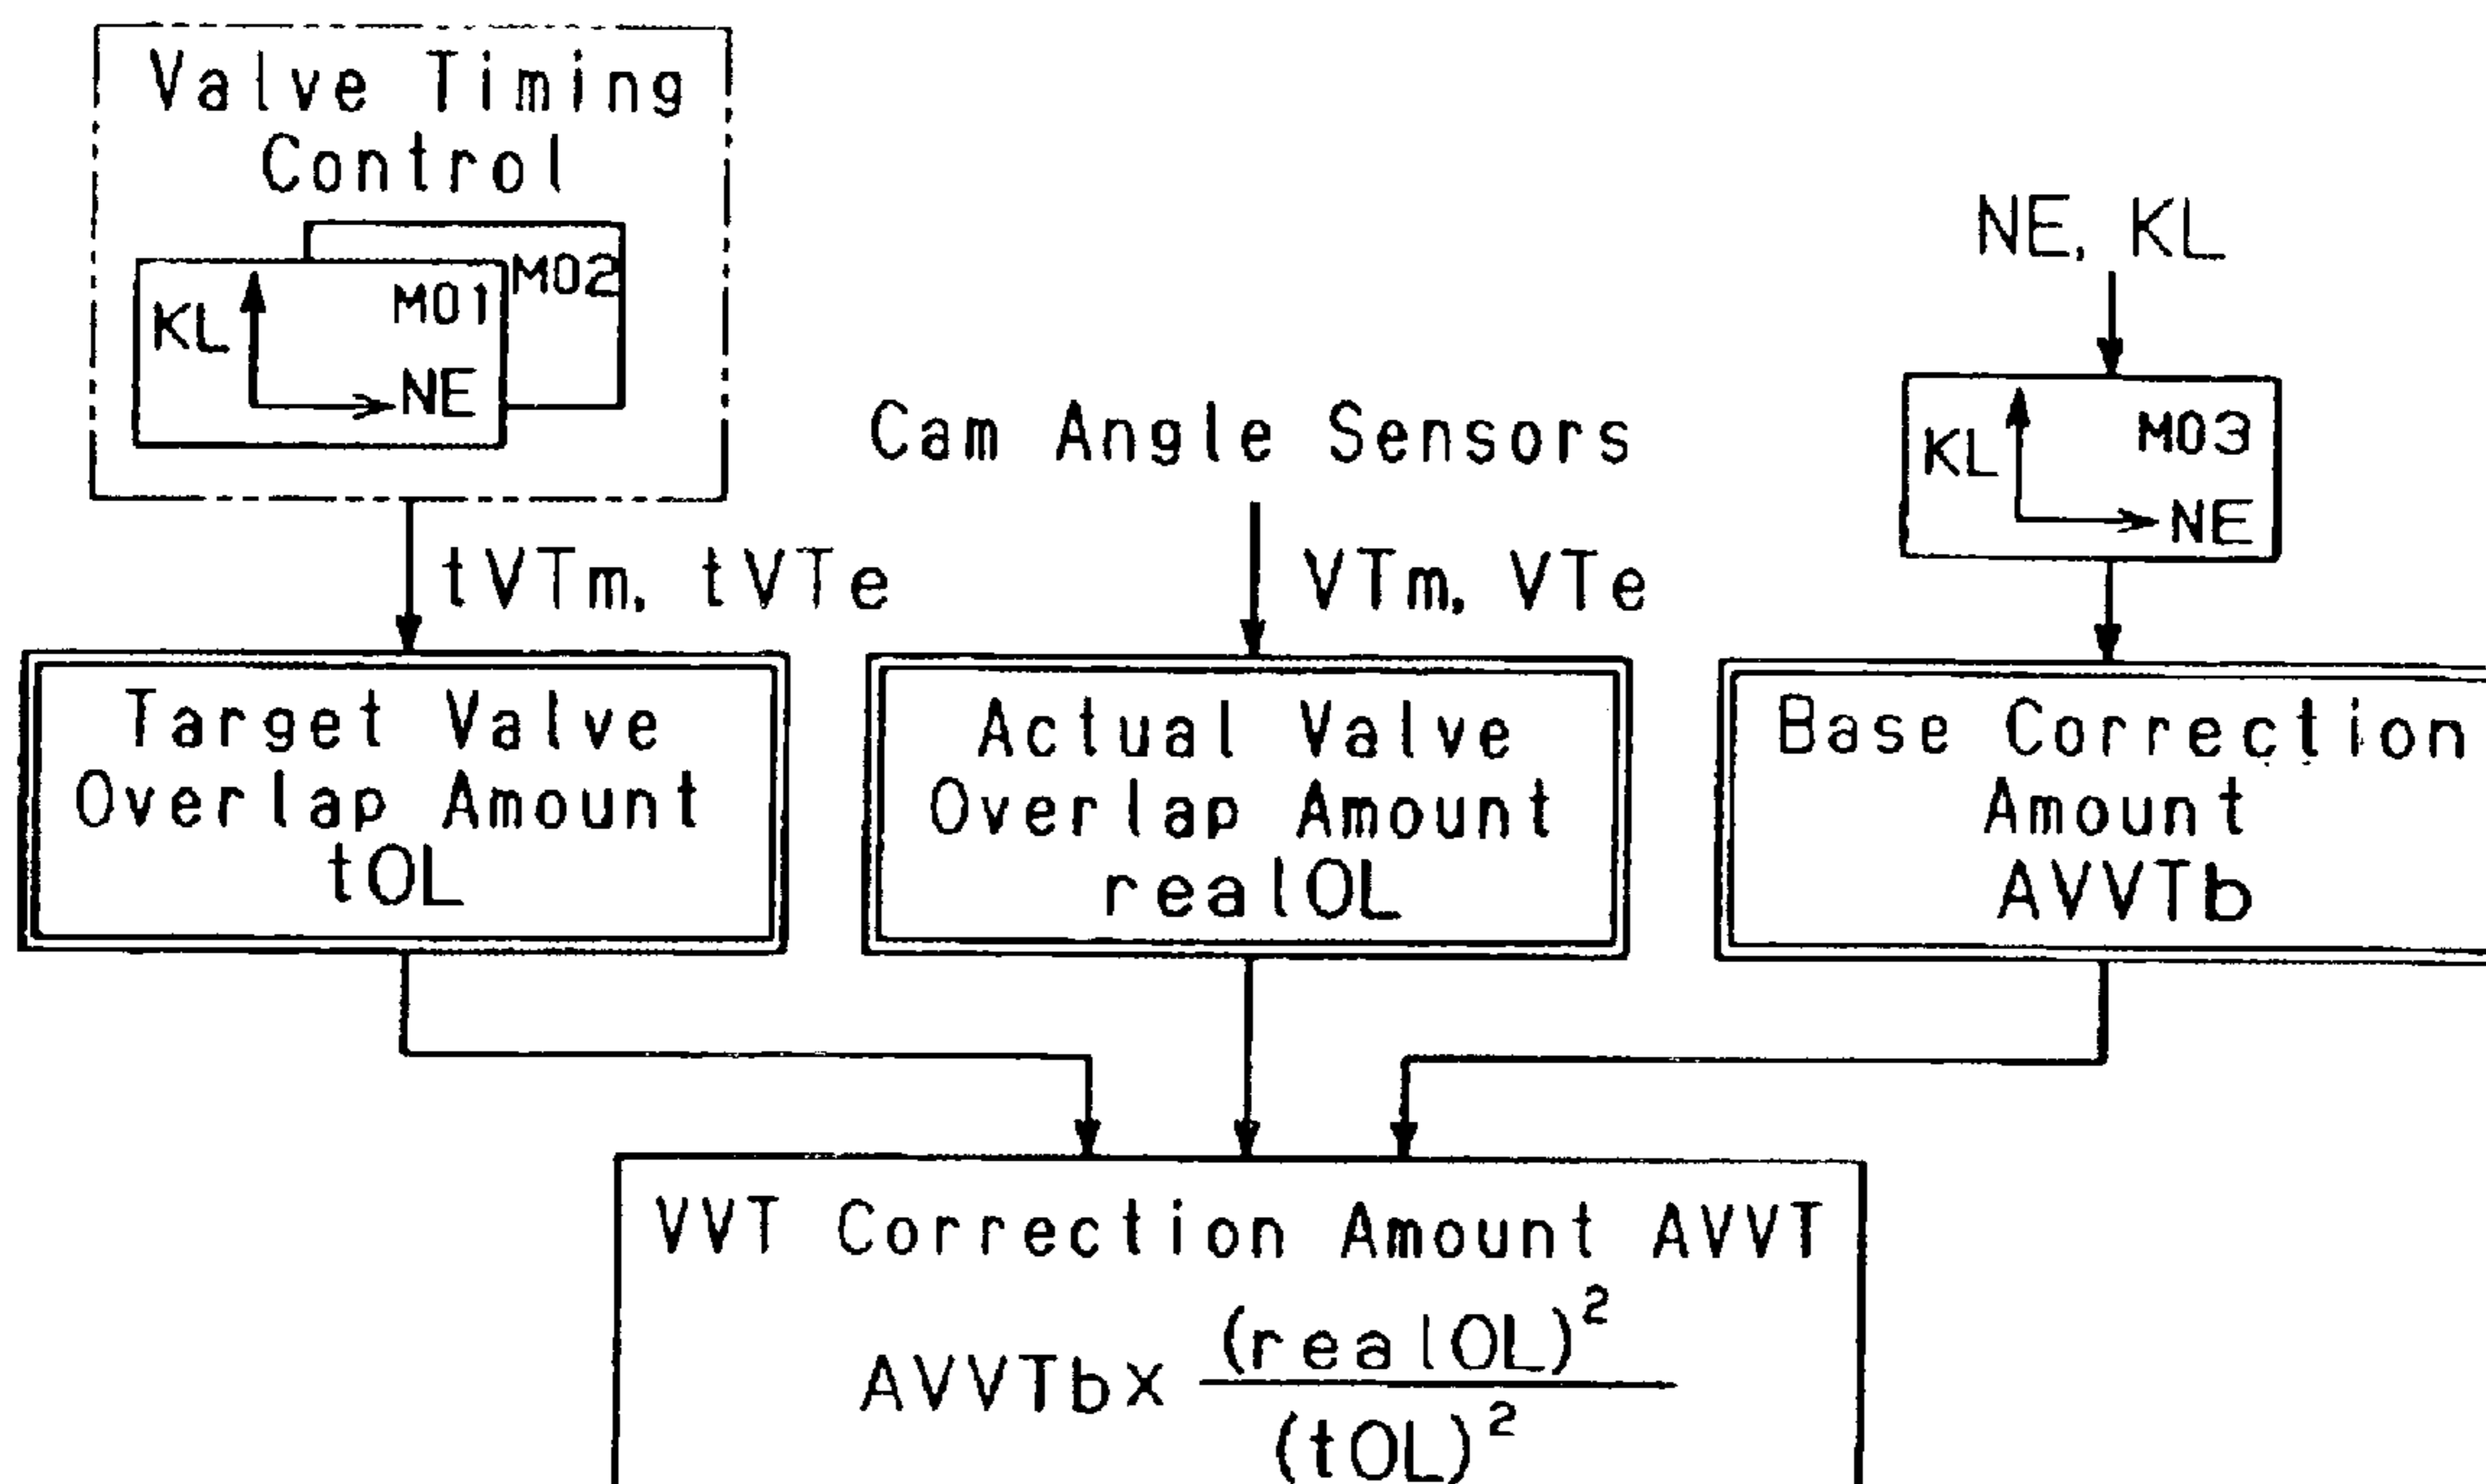 Valve Timing
Control
M02
M01
KL
NE
tVTm, tVTe
Target Valve
Overlap Amount
tOL
Cam Angle Sensors
VTm, VTe
Actual Valve
Overlap Amount
realOL
NE, KL
M03
KL
NE
Base Correction
Amount
AVVTb
VVT Correction Amount AVVT
AVVTb× (realOL)²
(tOL)²